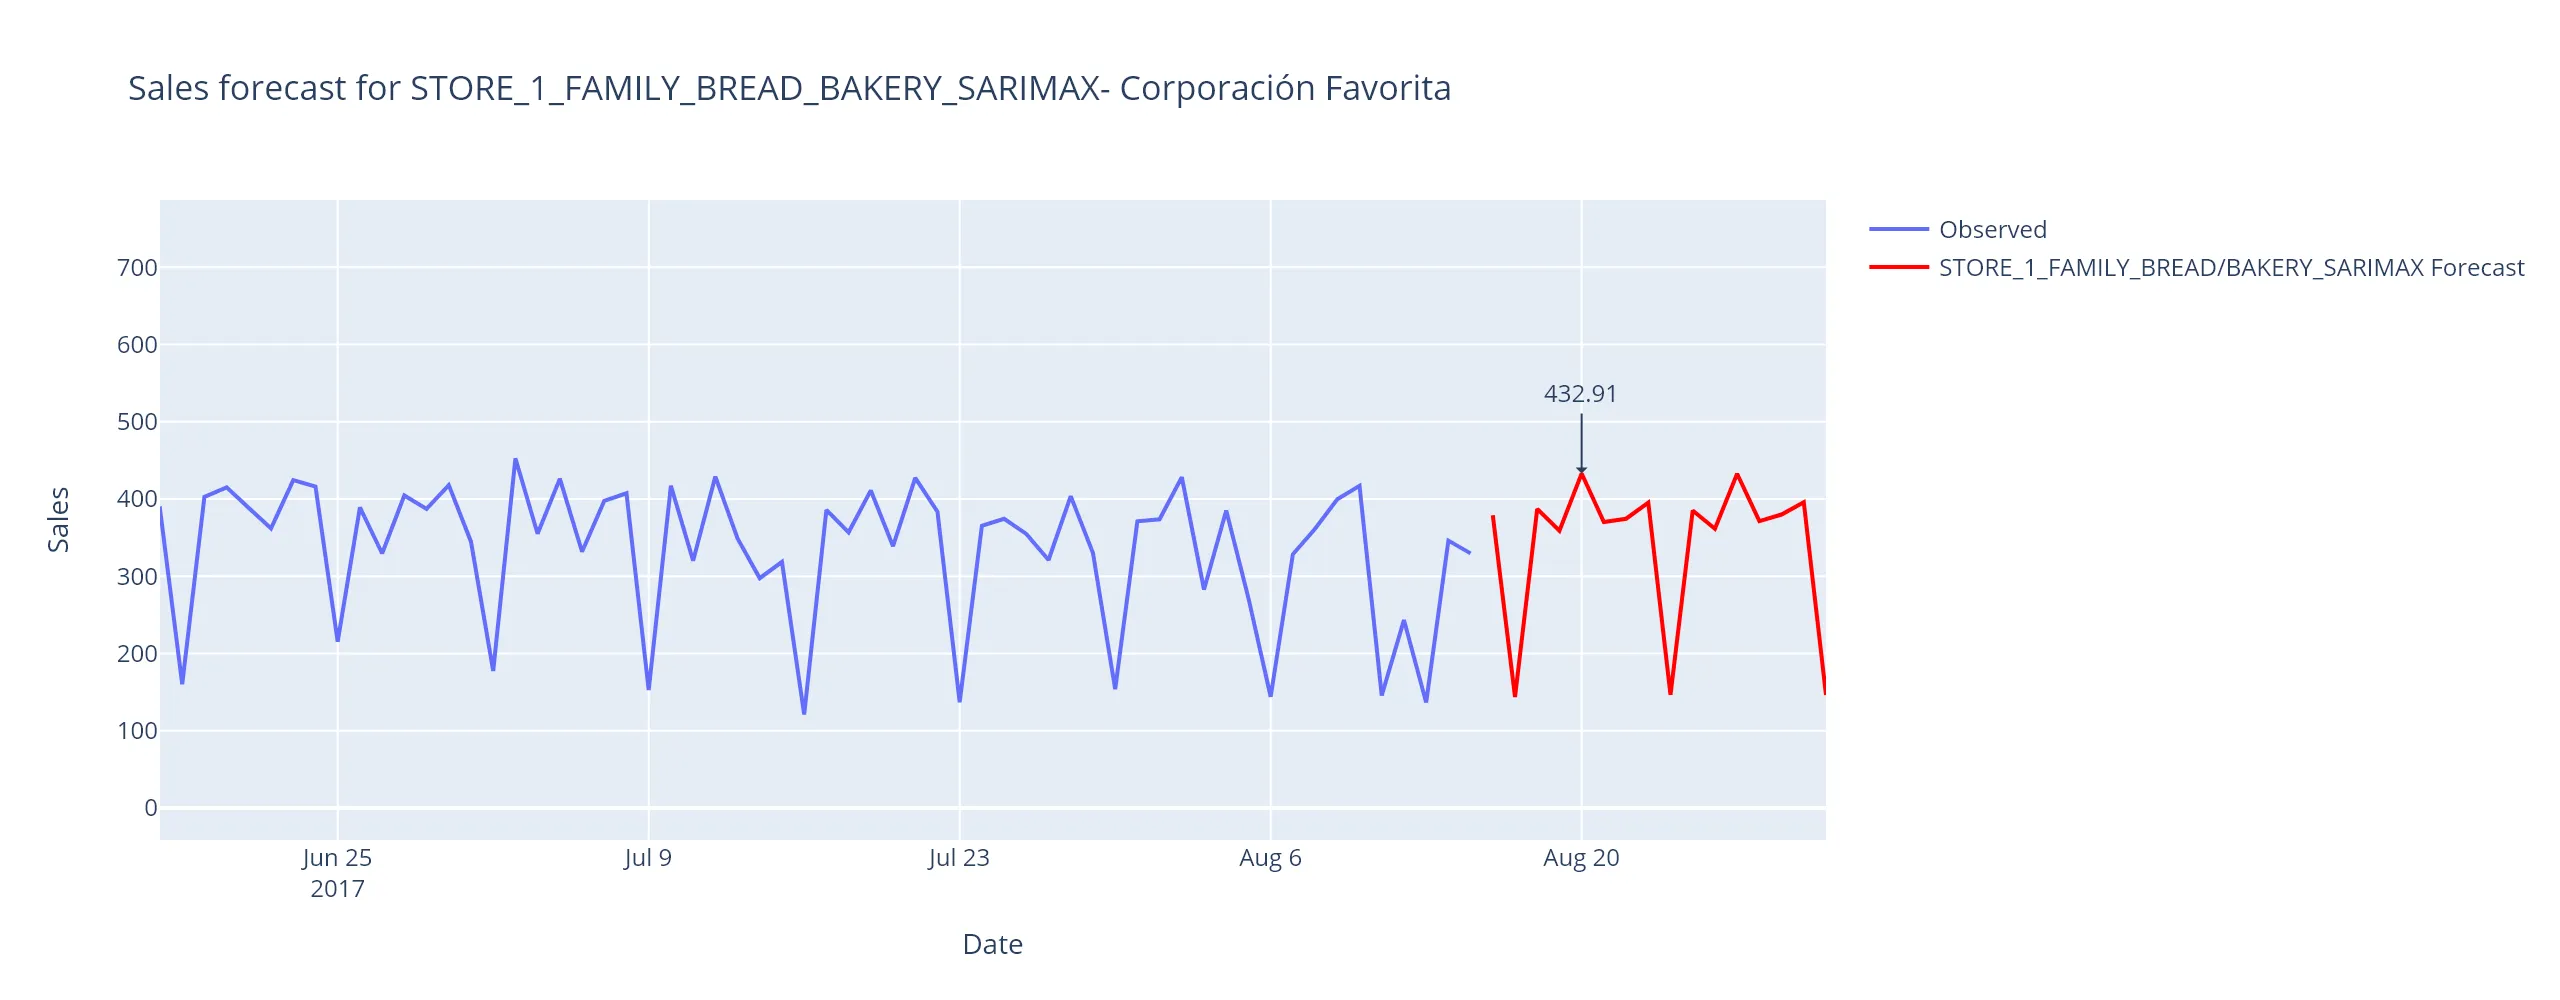 Sales forecast for STORE_1_FAMILY_BREAD_BAKERY_SARIMAX- Corporación Favorita
Observed
STORE_1_FAMILY_BREAD/BAKERY_SARIMAX Forecast
700
600
500
400
300
200
100
0
Sales
432.91
Jun 25
2017
Jul 9
Jul 23
Aug 6
Aug 20
Date